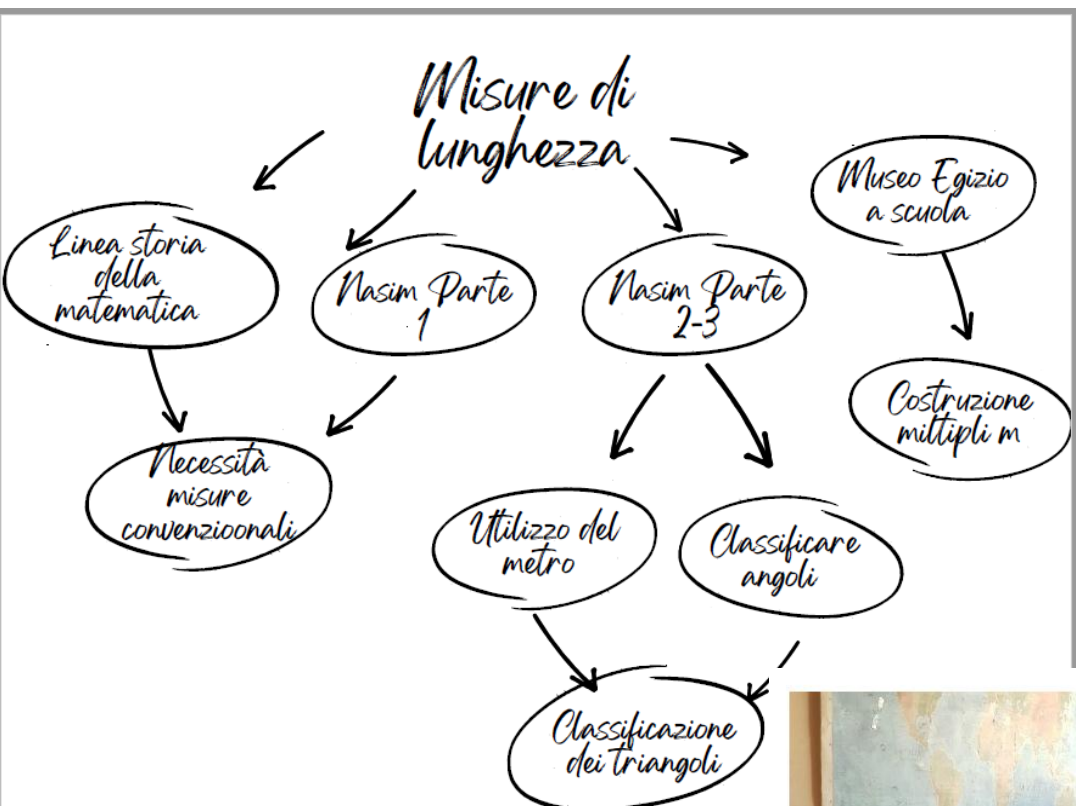 Misure di
lunghezza
Museo Egizio
a scuola
Linea storia
della
matematica
Nasim Parte
1
Nasim Parte
2-3
Costruzione
miltipli m
Necessità
misure
convenzioonali
Utilizzo del
metro
Classificare
angoli
Classificazione
dei triangoli